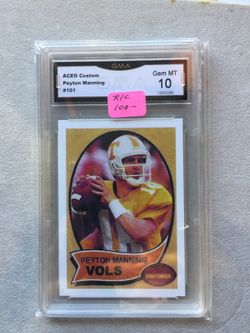 GMA
ACEO Custom
Peyton Manning
#101
Gem MT
10
R/C
100-
PEYTON MANNING
VOLS
QUARTERBACK